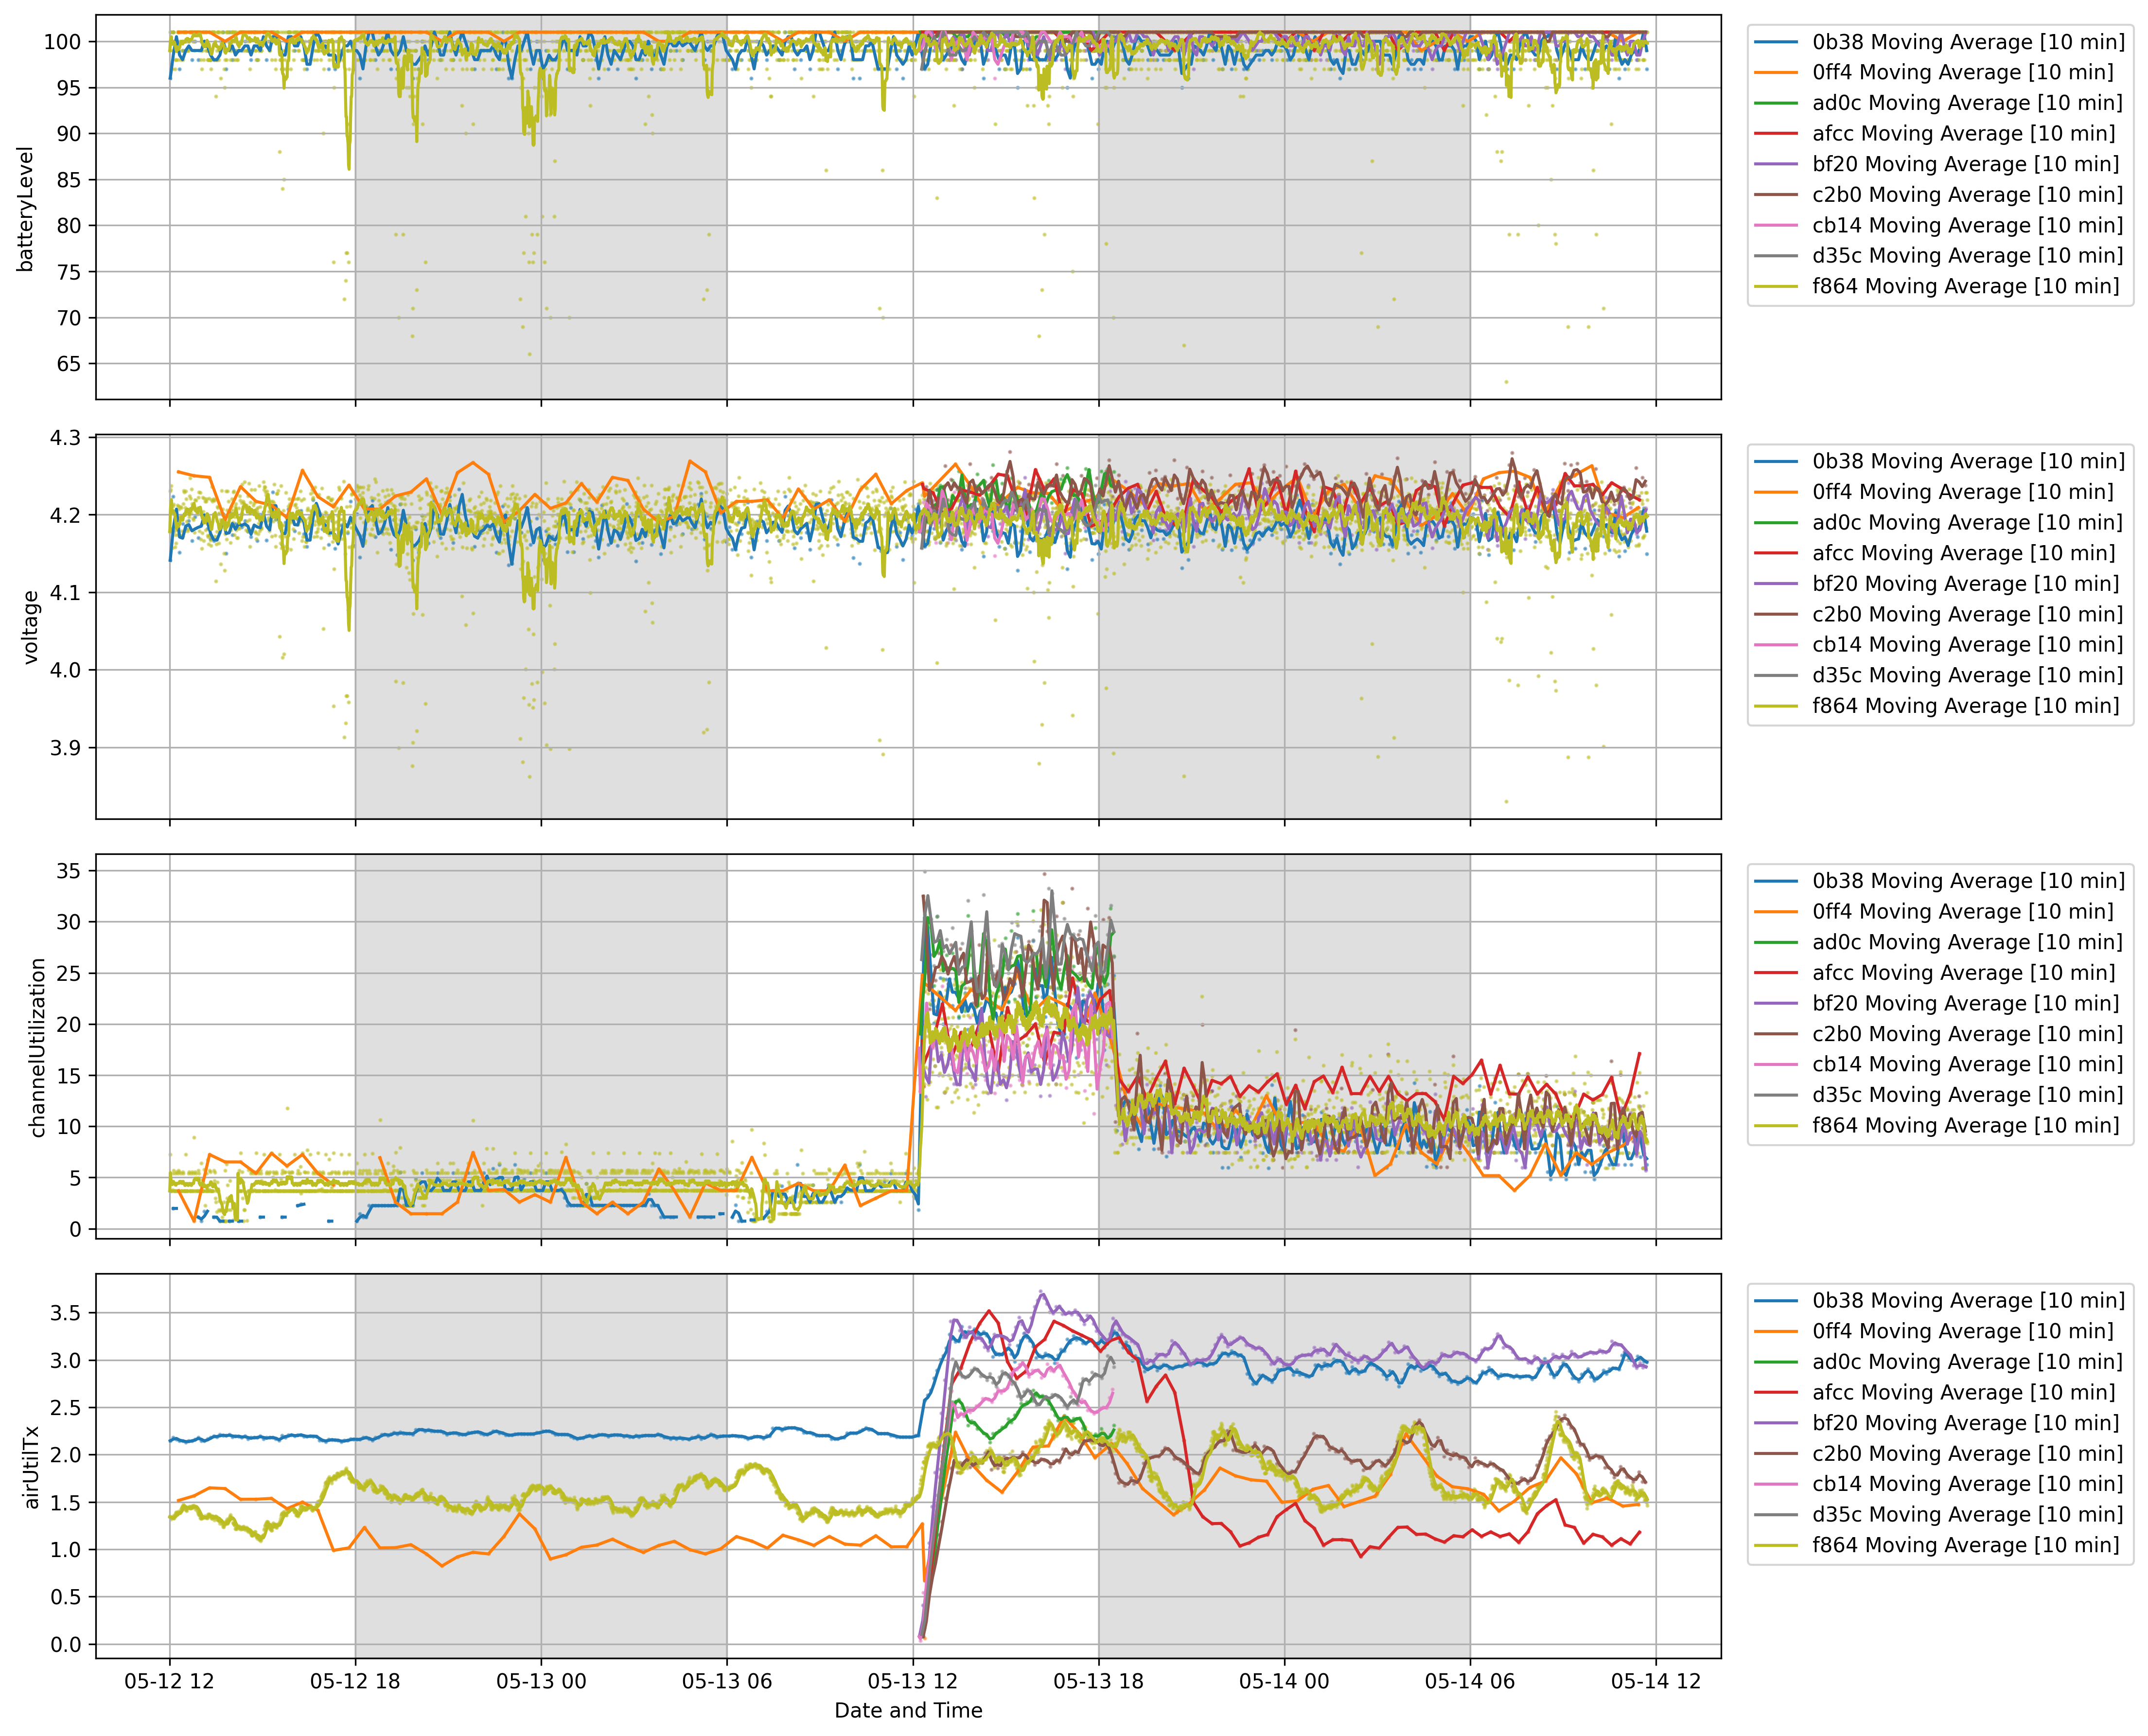 batteryLevel
100
95
90
85
80
75
70
65
0b38 Moving Average [10 min]
0ff4 Moving Average [10 min]
ad0c Moving Average [10 min]
afcc Moving Average [10 min]
bf20 Moving Average [10 min]
c2b0 Moving Average [10 min]
cb14 Moving Average [10 min]
d35c Moving Average [10 min]
f864 Moving Average [10 min]
voltage
4.3
4.2
4.1
4.0
3.9
0b38 Moving Average [10 min]
0ff4 Moving Average [10 min]
ad0c Moving Average [10 min]
afcc Moving Average [10 min]
bf20 Moving Average [10 min]
c2b0 Moving Average [10 min]
cb14 Moving Average [10 min]
d35c Moving Average [10 min]
f864 Moving Average [10 min]
channelUtilization
35
30
25
20
15
10
5
0
0b38 Moving Average [10 min]
0ff4 Moving Average [10 min]
ad0c Moving Average [10 min]
afcc Moving Average [10 min]
bf20 Moving Average [10 min]
c2b0 Moving Average [10 min]
cb14 Moving Average [10 min]
d35c Moving Average [10 min]
f864 Moving Average [10 min]
airUtilTx
3.5
3.0
2.5
2.0
1.5
1.0
0.5
0.0
0b38 Moving Average [10 min]
0ff4 Moving Average [10 min]
ad0c Moving Average [10 min]
afcc Moving Average [10 min]
bf20 Moving Average [10 min]
c2b0 Moving Average [10 min]
cb14 Moving Average [10 min]
d35c Moving Average [10 min]
f864 Moving Average [10 min]
05-12 12 05-12 18 05-13 00 05-13 06 05-13 12 05-13 18 05-14 00 05-14 06 05-14 12
Date and Time